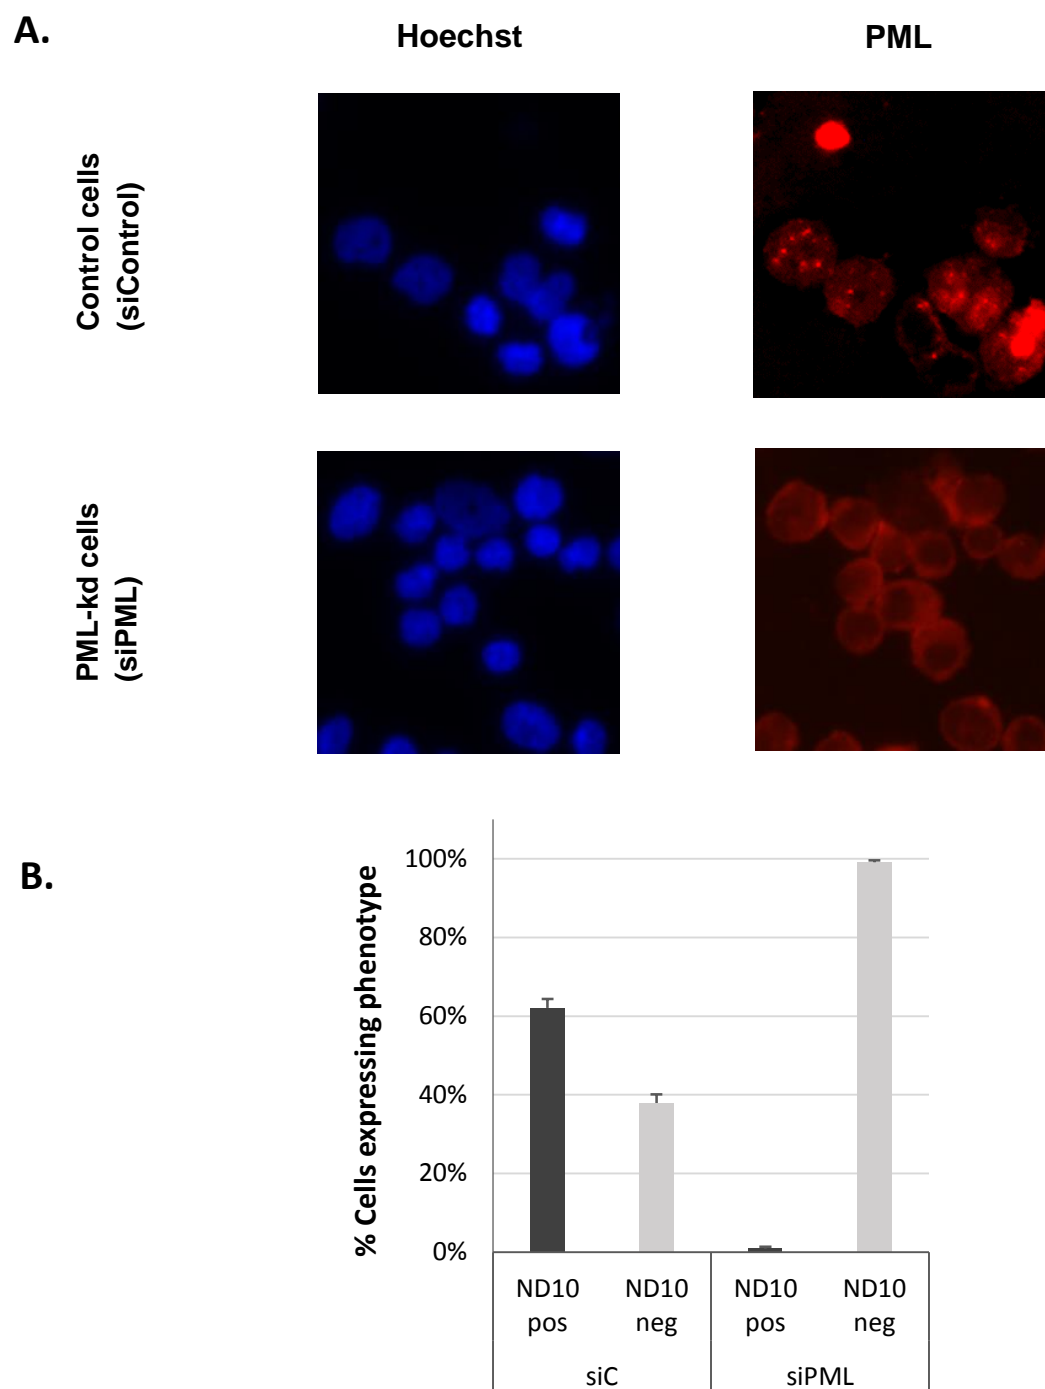 A.
Hoechst
PML
Control cells
(siControl)
PML-kd cells
(siPML)
B.
% Cells expressing phenotype
100%
80%
60%
40%
20%
0%
ND10 pos
ND10 neg
ND10 pos
ND10 neg
siC
siPML